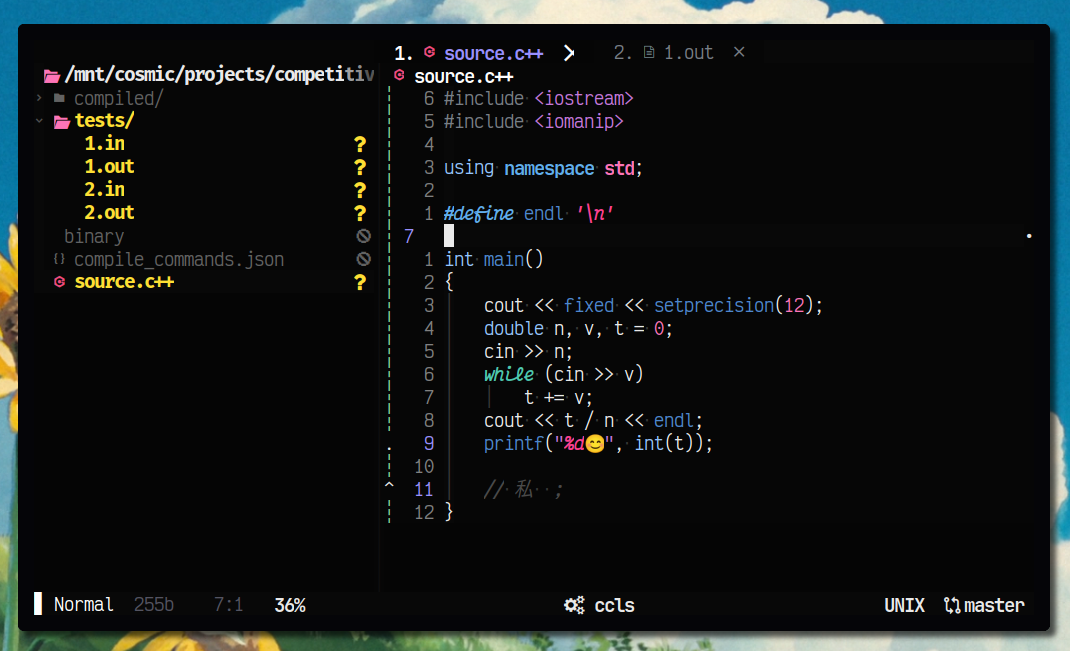 1. source.c++ 2. 1.out ×
/mnt/cosmic/projects/competitiv
compiled/
tests/
1.in ?
1.out ?
2.in ?
2.out ?
binary
{} compile_commands.json
source.c++ ?
source.c++
6 #include <iostream>
5 #include <iomanip>
4
3 using namespace std;
2
1 #define endl '\n'
7
1 int main()
2 {
3 cout << fixed << setprecision(12);
4 double n, v, t = 0;
5 cin >> n;
6 while (cin >> v)
7 t += v;
8 cout << t / n << endl;
9 printf("%d😊", int(t));
10
^ 11 // 私 ;
12 }
Normal 255b 7:1 36% ccls UNIX master